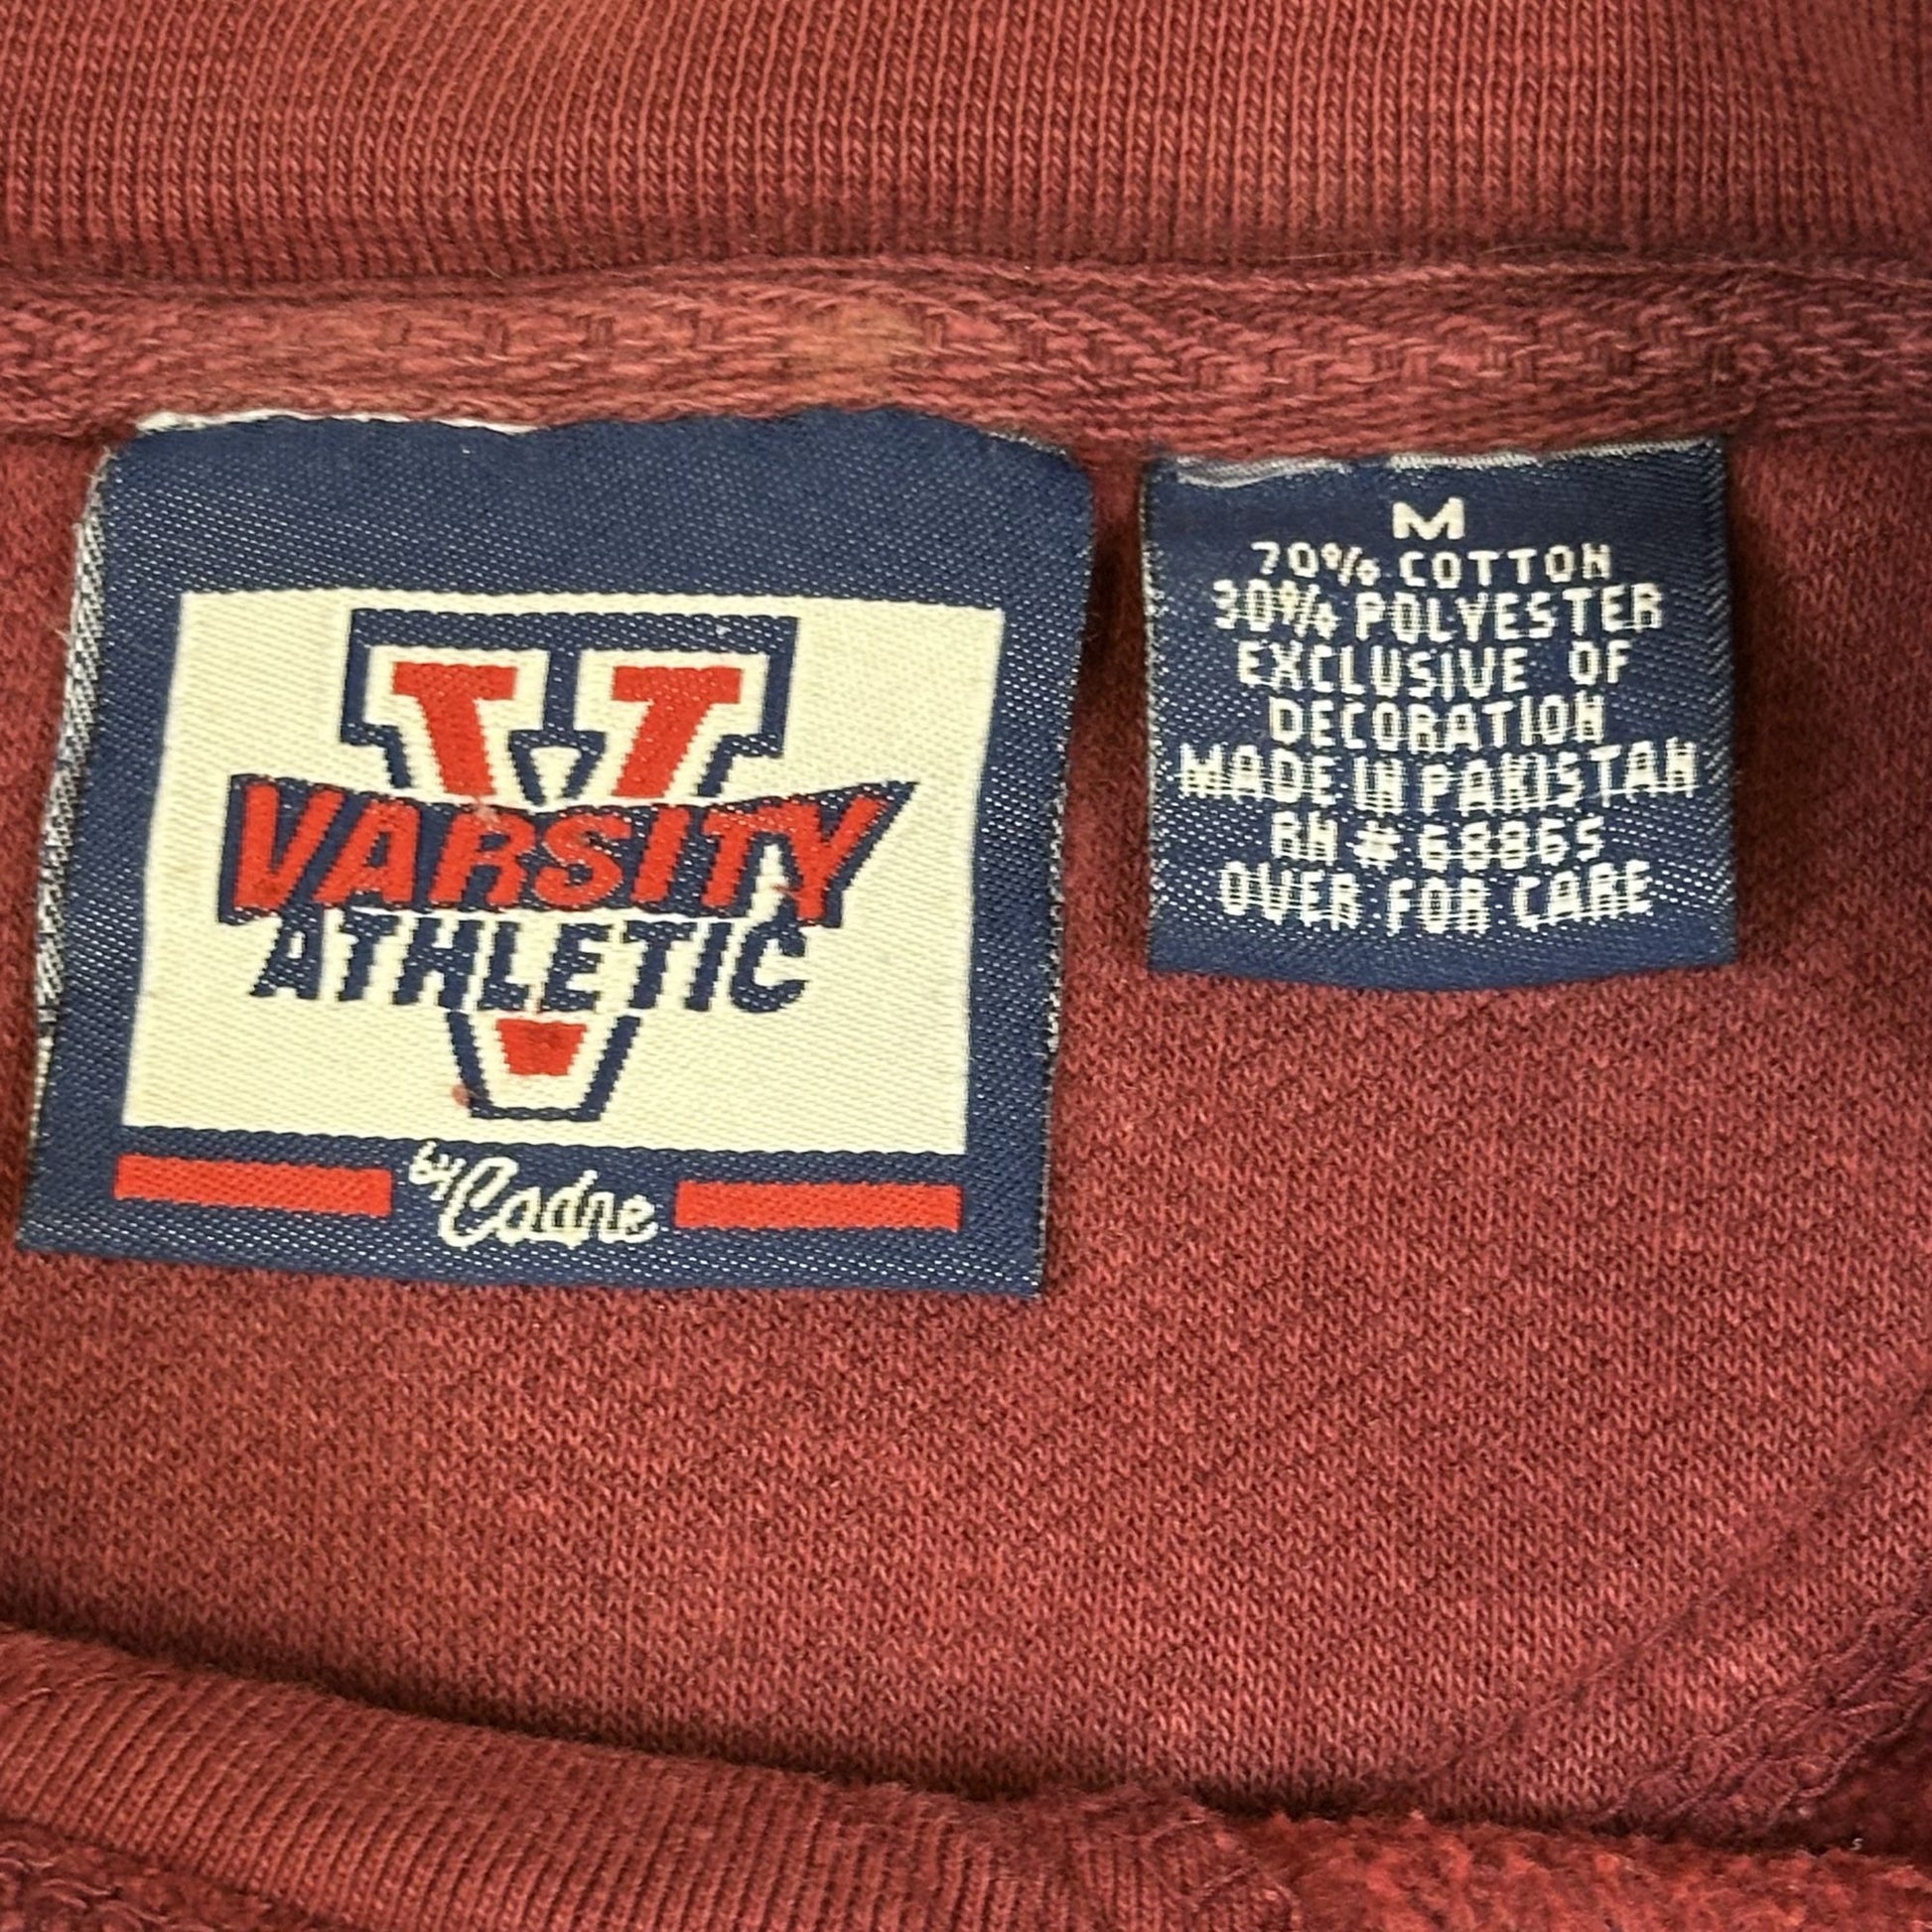 V
VARSITY
ATHLETIC
by Cadre
M
70% COTTON
30% POLYESTER
EXCLUSIVE OF
DECORATION
MADE IN PAKISTAN
RN # 68865
OVER FOR CARE